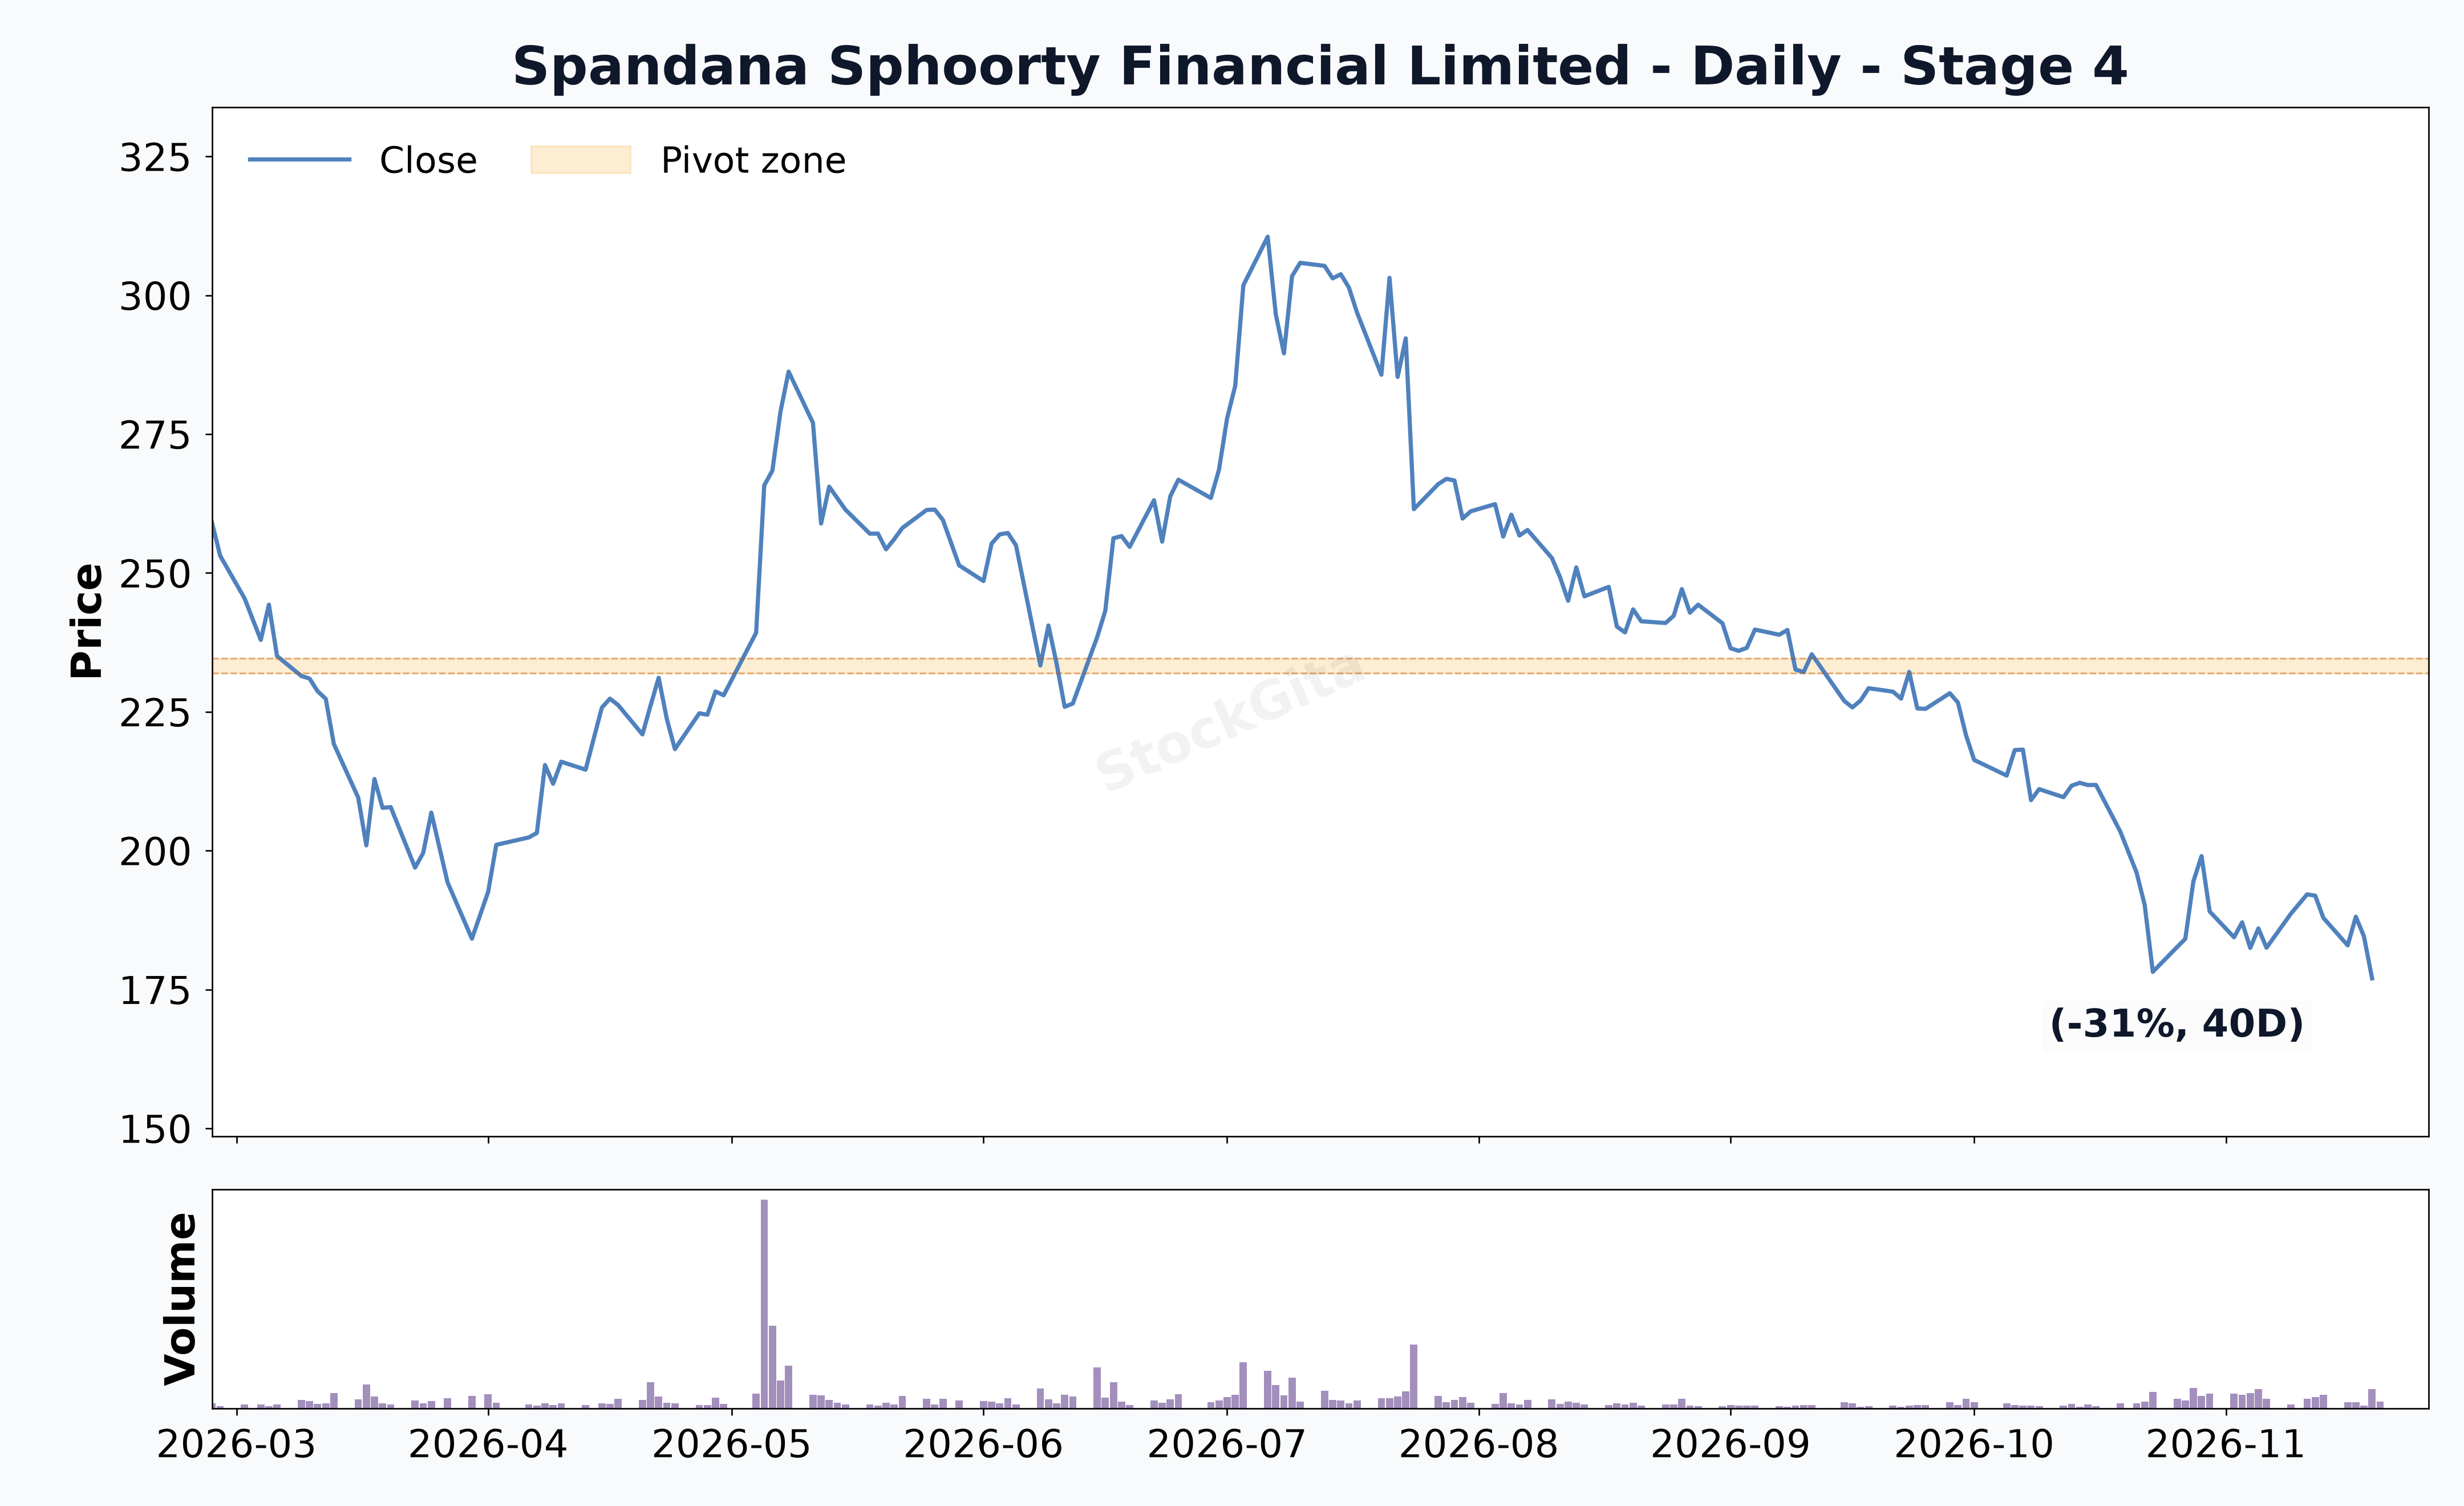 Spandana Sphoorty Financial Limited - Daily - Stage 4
Close
Pivot zone
325
300
275
250
225
200
175
150
Price
StockGita
(-31%, 40D)
Volume
2026-03
2026-04
2026-05
2026-06
2026-07
2026-08
2026-09
2026-10
2026-11